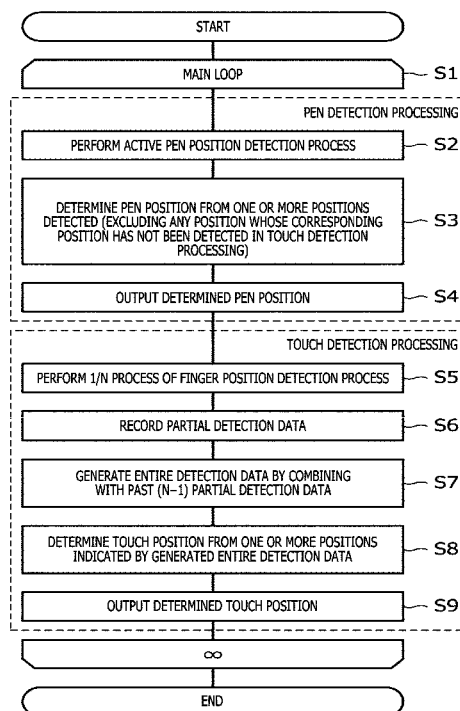 START
MAIN LOOP
S1
PEN DETECTION PROCESSING
PERFORM ACTIVE PEN POSITION DETECTION PROCESS
S2
DETERMINE PEN POSITION FROM ONE OR MORE POSITIONS
DETECTED (EXCLUDING ANY POSITION WHOSE CORRESPONDING
POSITION HAS NOT BEEN DETECTED IN TOUCH DETECTION
PROCESSING)
S3
OUTPUT DETERMINED PEN POSITION
S4
TOUCH DETECTION PROCESSING
PERFORM 1/N PROCESS OF FINGER POSITION DETECTION PROCESS
S5
RECORD PARTIAL DETECTION DATA
S6
GENERATE ENTIRE DETECTION DATA BY COMBINING
WITH PAST (N-1) PARTIAL DETECTION DATA
S7
DETERMINE TOUCH POSITION FROM ONE OR MORE POSITIONS
INDICATED BY GENERATED ENTIRE DETECTION DATA
S8
OUTPUT DETERMINED TOUCH POSITION
S9
∞
END